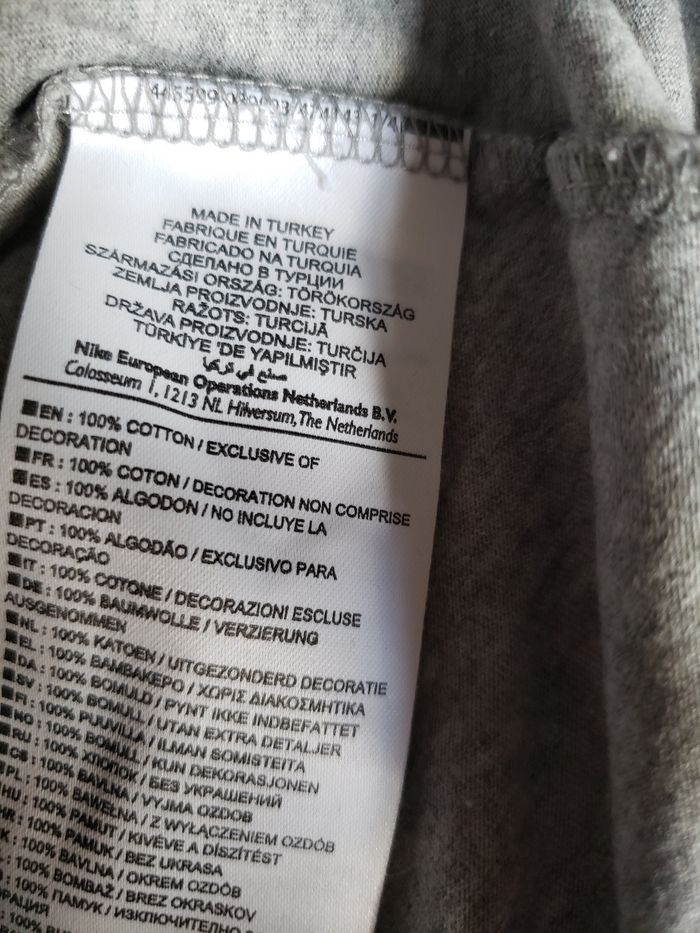 MADE IN TURKEY
FABRIQUE EN TURQUIE
FABRICADO NA TURQUIA
СДЕЛАНО В ТУРЦИИ
SZÁRMAZÁSI ORSZÁG: TÖRÖKORSZÁG
ZEMLJA PROIZVODNJE: TURSKA
RAŽOTS: TURCIJĀ
DRŽAVA PROIZVODNJE: TURČIJA
TÜRKİYE 'DE YAPILMIŞTIR
صنع في تركيا
Nike European Operations Netherlands B.V.
Colosseum 1, 1213 NL Hilversum, The Netherlands
EN : 100% COTTON / EXCLUSIVE OF
DECORATION
FR : 100% COTON / DECORATION NON COMPRISE
ES : 100% ALGODON / NO INCLUYE LA
DECORACION
PT : 100% ALGODÃO / EXCLUSIVO PARA
DECORAÇÃO
IT : 100% COTONE / DECORAZIONI ESCLUSE
DE : 100% BAUMWOLLE / VERZIERUNG
AUSGENOMMEN
NL : 100% KATOEN / UITGEZONDERD DECORATIE
EL : 100% ΒΑΜΒΑΚΕΡΟ / ΧΩΡΙΣ ΔΙΑΚΟΣΜΗΤΙΚΑ
DA : 100% BOMULD / PYNT IKKE INDBEFATTET
SV : 100% BOMULL / UTAN EXTRA DETALJER
FI : 100% PUUVILLA / ILMAN SOMISTEITA
NO : 100% BOMULL / KUN DEKORASJONEN
RU : 100% ХЛОПОК / БЕЗ УКРАШЕНИЙ
CS : 100% BAVLNA / VYJMA OZDOB
PL : 100% BAWEŁNA / Z WYŁĄCZENIEM OZDÓB
HU : 100% PAMUT / KIVÉVE A DÍSZÍTÉST
HR : 100% PAMUK / BEZ UKRASA
: 100% BAVLNA / OKREM OZDÔB
: 100% BOMBAŽ / BREZ OKRASKOV
: 100% ПАМУК / ИЗКЛЮЧИТЕЛНО
: 100%